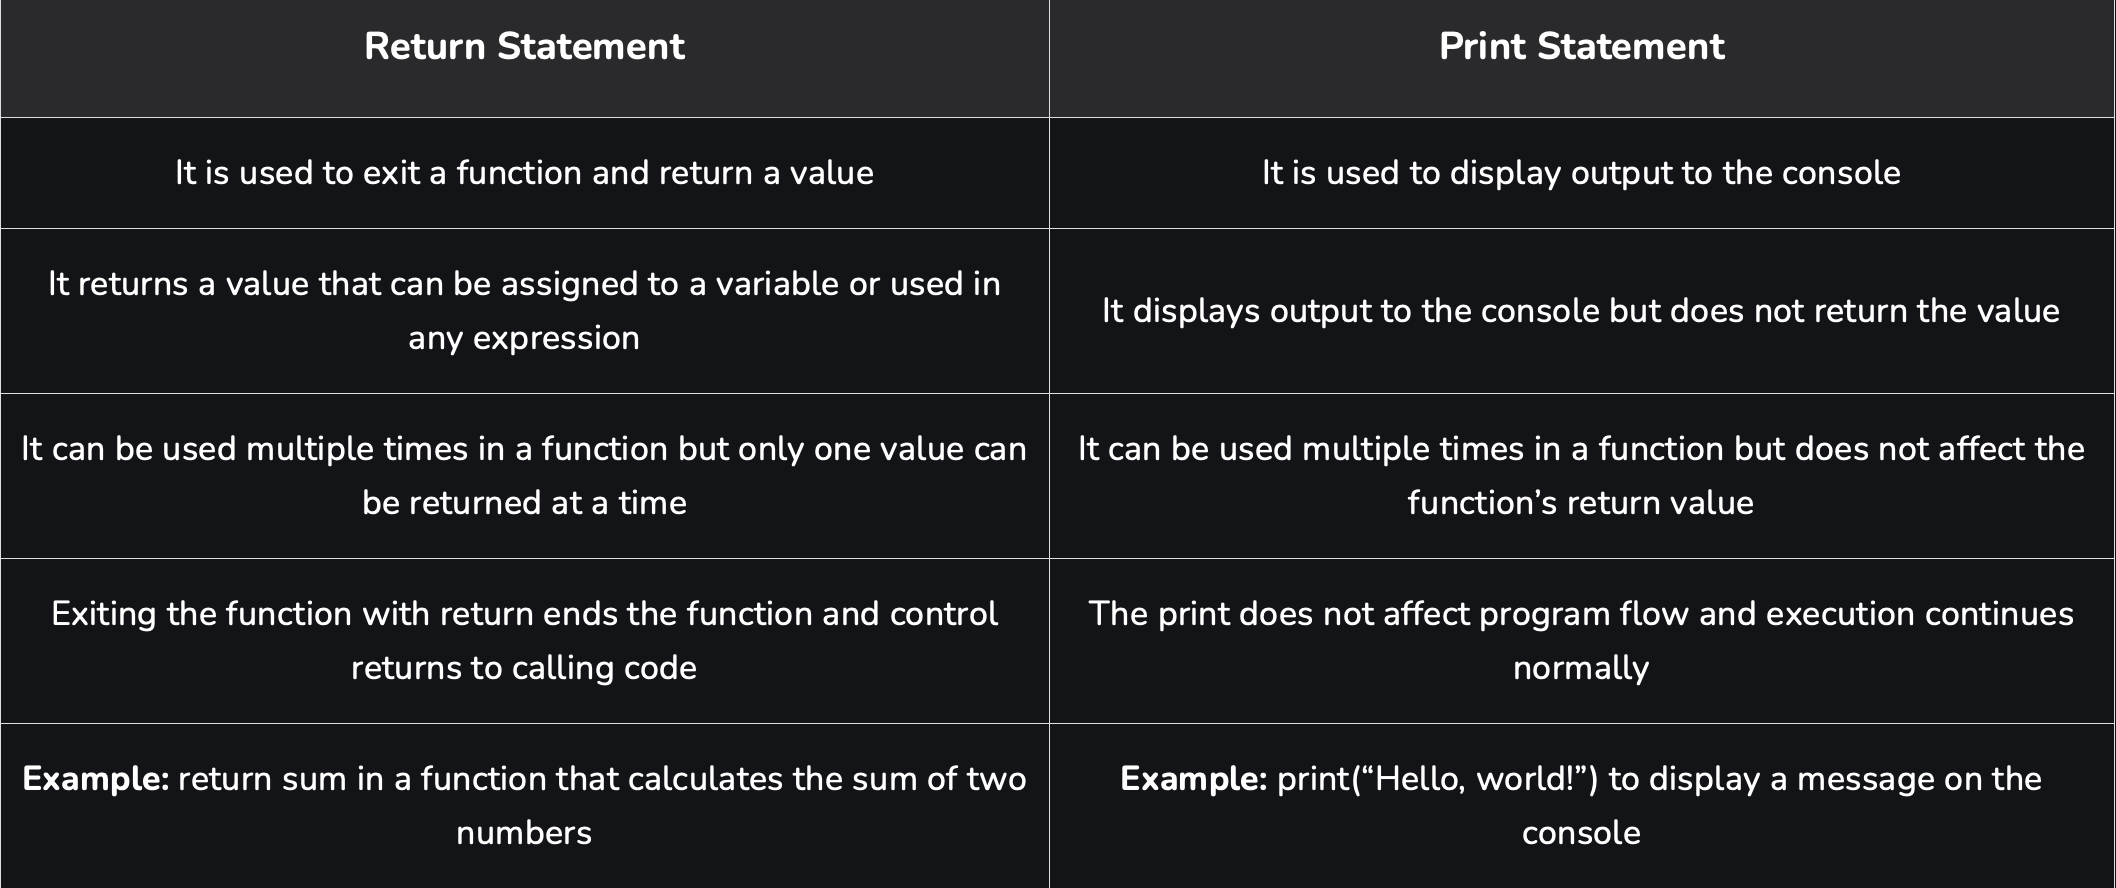 Return Statement
Print Statement
It is used to exit a function and return a value
It is used to display output to the console
It returns a value that can be assigned to a variable or used in
any expression
It displays output to the console but does not return the value
It can be used multiple times in a function but only one value can
be returned at a time
It can be used multiple times in a function but does not affect the
function’s return value
Exiting the function with return ends the function and control
returns to calling code
The print does not affect program flow and execution continues
normally
Example: return sum in a function that calculates the sum of two
numbers
Example: print(“Hello, world!”) to display a message on the
console